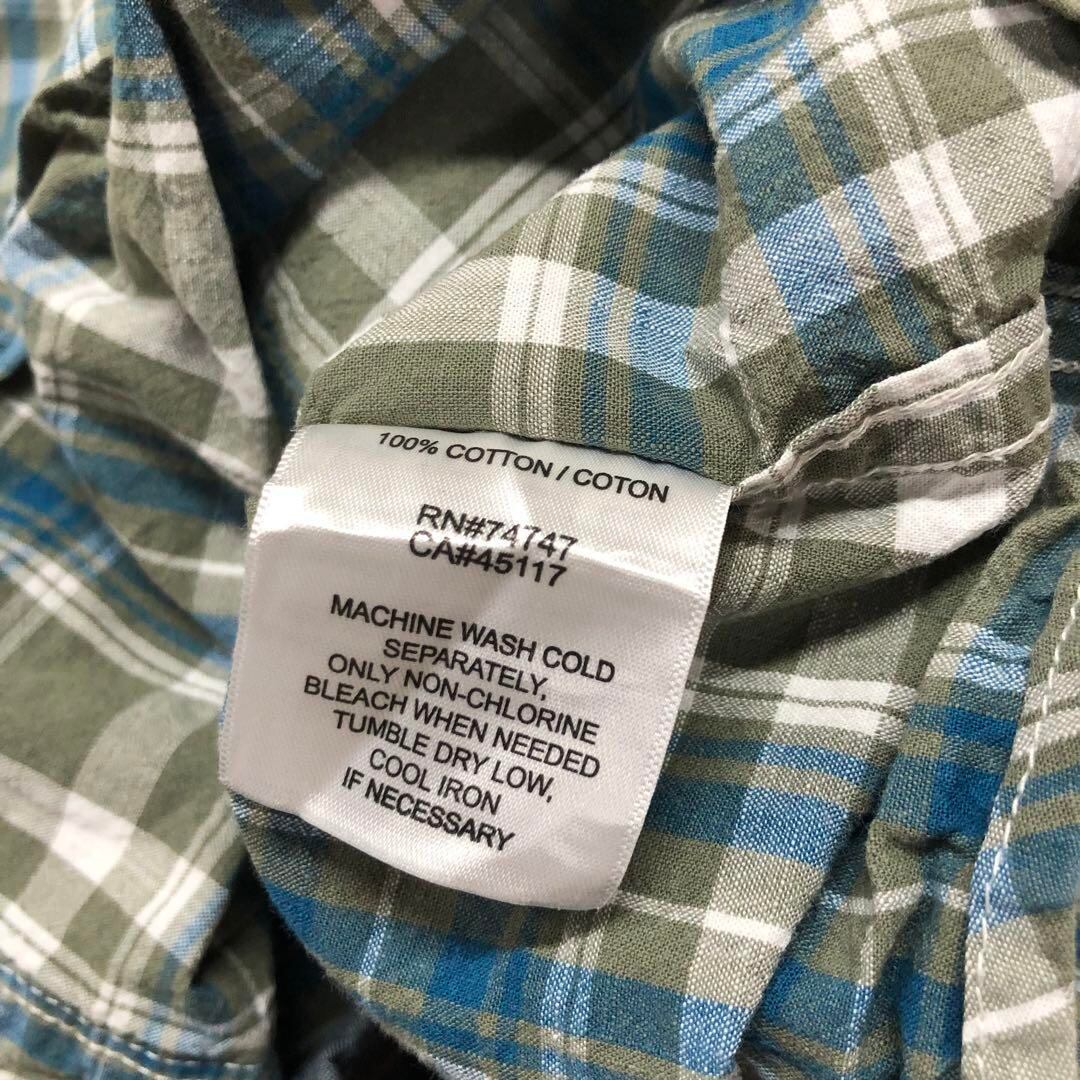 100% COTTON / COTON
RN#74747
CA#45117
MACHINE WASH COLD
SEPARATELY,
ONLY NON-CHLORINE
BLEACH WHEN NEEDED
TUMBLE DRY LOW,
COOL IRON
IF NECESSARY